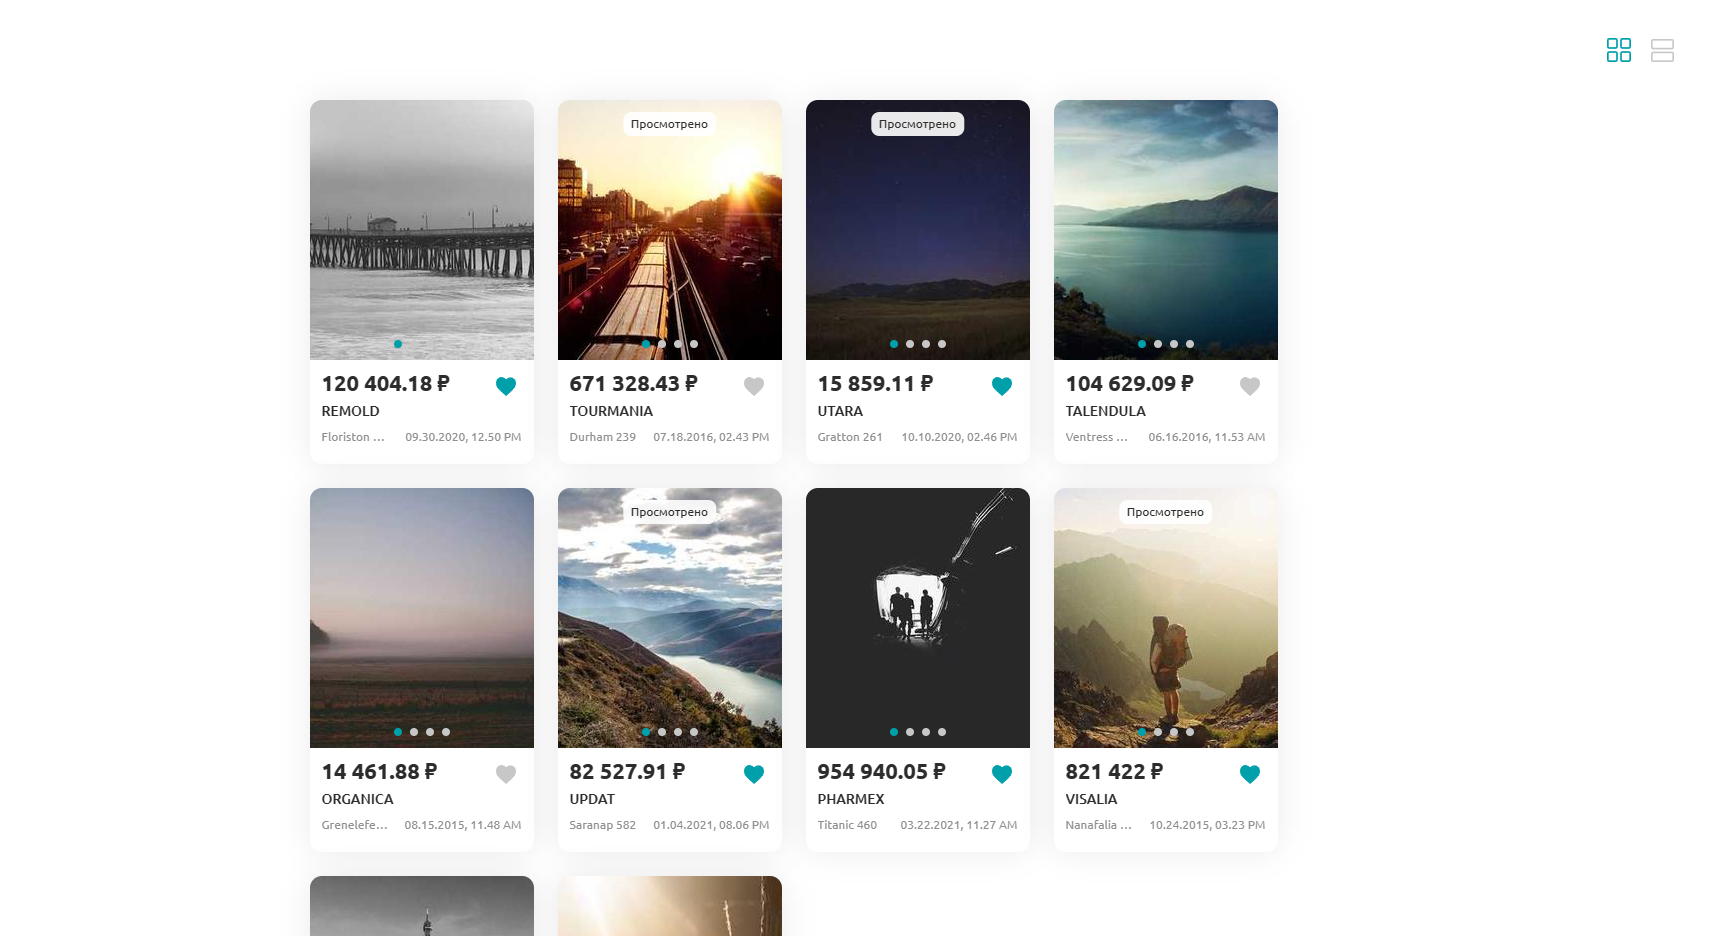 Просмотрено
Просмотрено
120 404.18 ₽
REMOLD
Floriston ...
09.30.2020, 12.50 PM
671 328.43 ₽
TOURMANIA
Durham 239
07.18.2016, 02.43 PM
15 859.11 ₽
UTARA
Gratton 261
10.10.2020, 02.46 PM
104 629.09 ₽
TALENDULA
Ventress ...
06.16.2016, 11.53 AM
Просмотрено
Просмотрено
14 461.88 ₽
ORGANICA
Grenelefe...
08.15.2015, 11.48 AM
82 527.91 ₽
UPDAT
Saranap 582
01.04.2021, 08.06 PM
954 940.05 ₽
PHARMEX
Titanic 460
03.22.2021, 11.27 AM
821 422 ₽
VISALIA
Nanafalia ...
10.24.2015, 03.23 PM